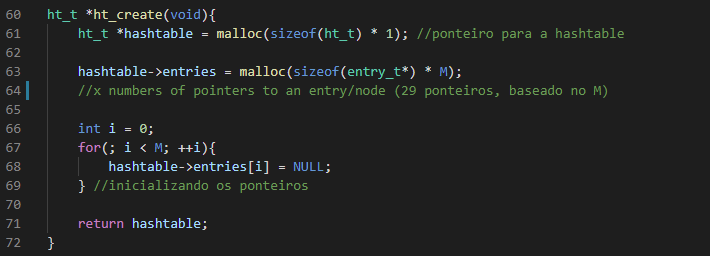 60 ht_t *ht_create(void){
61     ht_t *hashtable = malloc(sizeof(ht_t) * 1); //ponteiro para a hashtable
62
63     hashtable->entries = malloc(sizeof(entry_t*) * M);
64     //x numbers of pointers to an entry/node (29 ponteiros, baseado no M)
65
66     int i = 0;
67     for(; i < M; ++i){
68         hashtable->entries[i] = NULL;
69     } //inicializando os ponteiros
70
71     return hashtable;
72 }